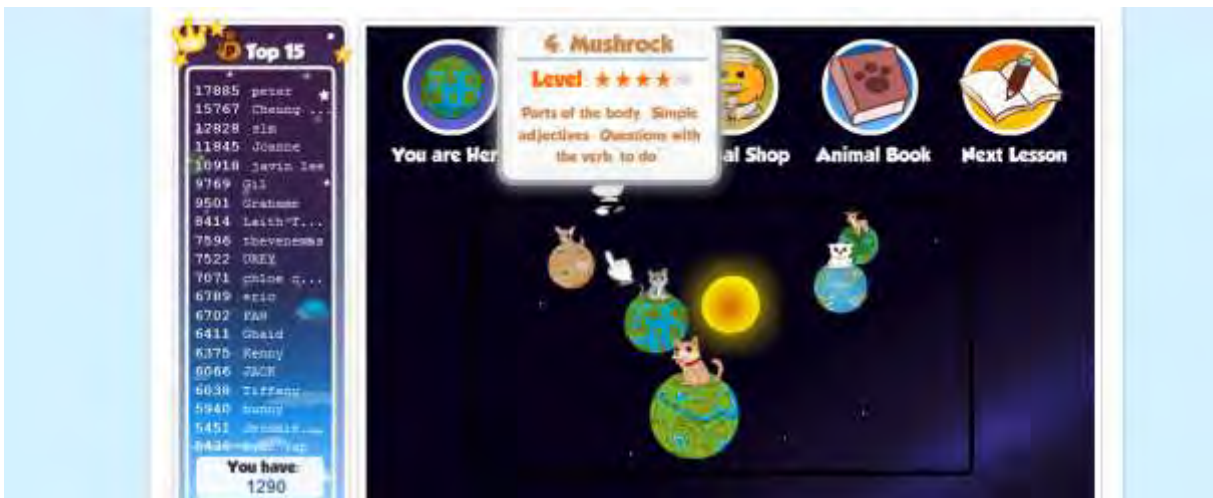 Top 15
17885 peter
15767 Cheung ...
12828 slm
11845 Joanne
10918 javin lee
9769 Gil
9501 Grahame
8414 Laith T...
7596 thevenemms
7522 UREY
7071 chloe c...
6789 eric
6702 FAN
6411 Ghaid
6375 Kenny
6066 JACK
6038 Tiffany
5940 bunny
5451
You have:
1290
4. Mushrock
Level
Parts of the body Simple
adjectives Questions with
the verb to do
You are Her
al Shop
Animal Book
Next Lesson